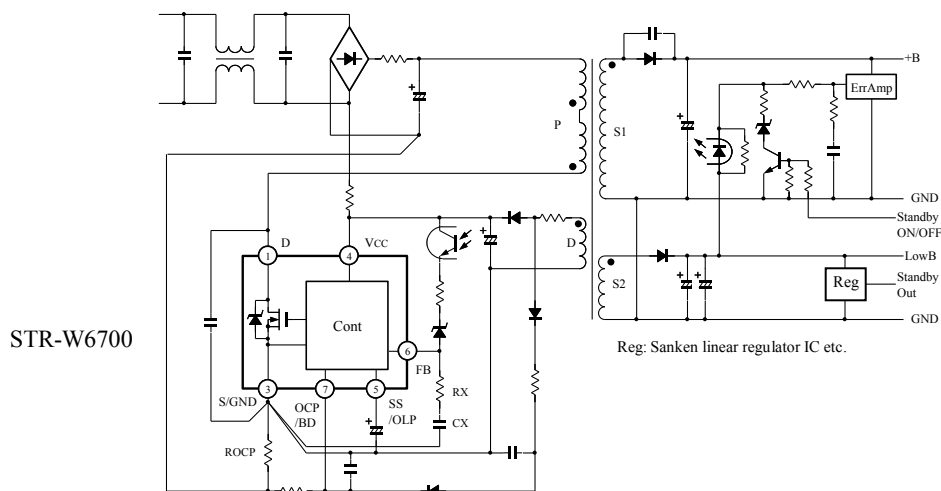 +B
ErrAmp
P
S1
GND
Standby
ON/OFF
D
VCC
D
1
4
LowB
S2
Reg
Standby
Out
STR-W6700
Cont
GND
6
FB
Reg: Sanken linear regulator IC etc.
3
7
5
S/GND
OCP
/BD
SS
/OLP
RX
CX
ROCP
+
+
+
+
+
+